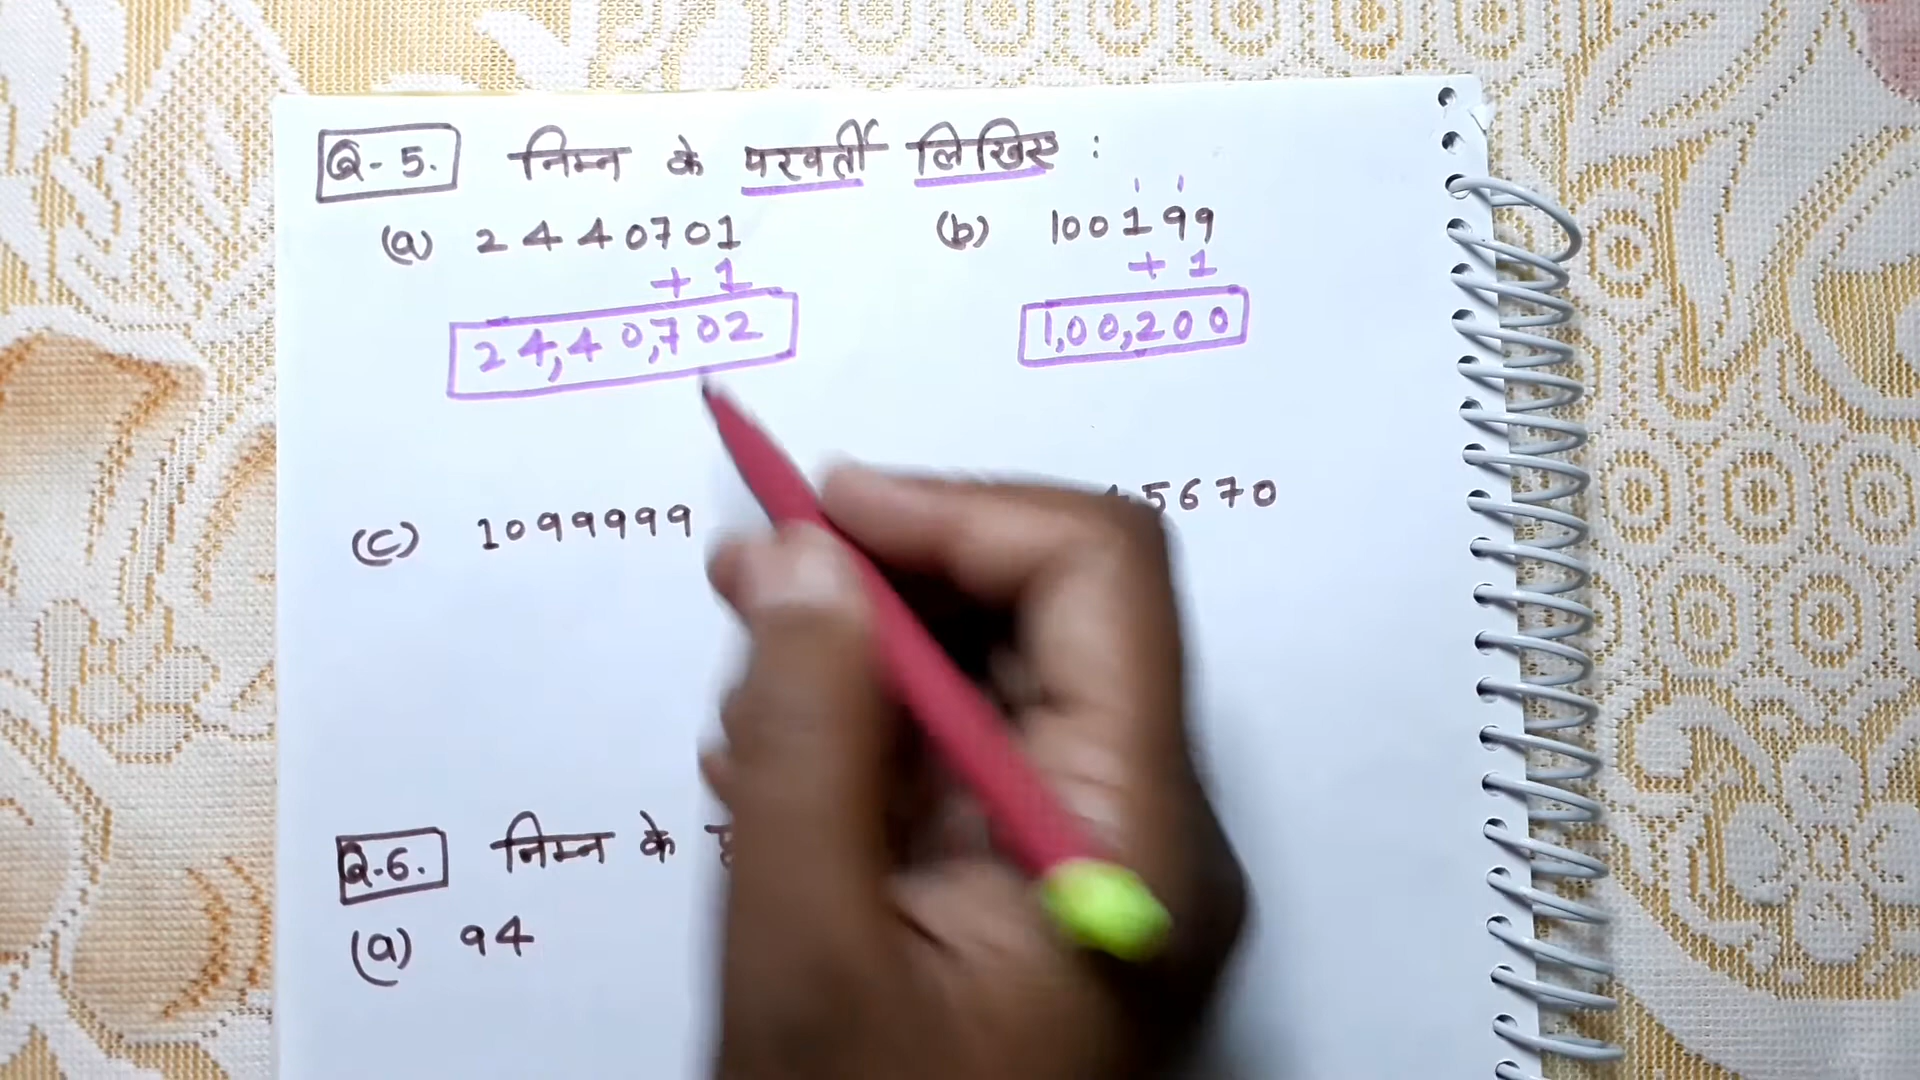 Q-5. निम्न के परवर्ती लिखिए :
(a) 2440701 (b) 100199
+ 1 + 1
24,40,702 1,00,200
(c) 1099999 5670
Q-6. निम्न के
(a) 94